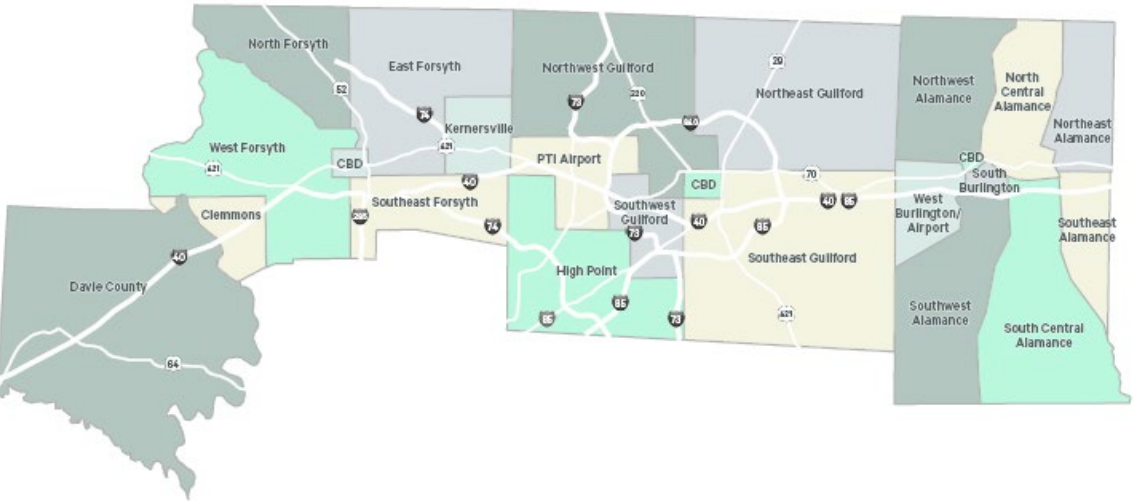 North Forsyth
East Forsyth
52
74
Kernersville
421
West Forsyth
421
CBD
40
Southeast Forsyth
Clemmons
285
74
40
Davie County
64
Northwest Guilford
73
220
840
29
Northeast Guilford
PTI Airport
CBD
70
Southwest
Guilford
73
40
85
40
85
High Point
Southeast Guilford
85
85
73
421
Northwest
Alamance
North
Central
Alamance
Northeast
Alamance
CBD
South
Burlington
West
Burlington/
Airport
Southeast
Alamance
Southwest
Alamance
South Central
Alamance